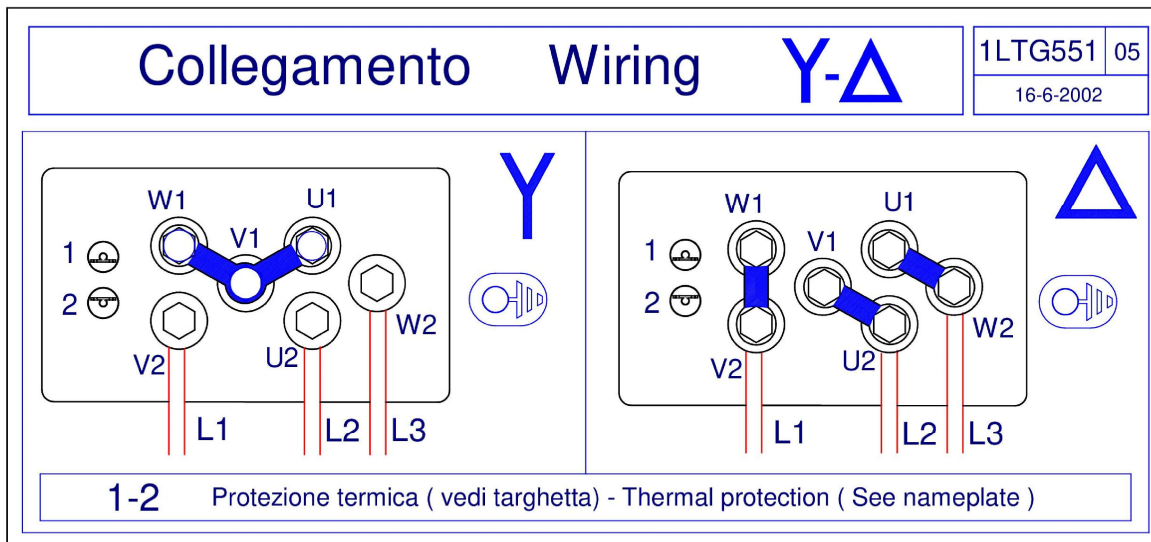 Collegamento Wiring Y-Δ
1LTG551 05
16-6-2002
Y
W1 U1
V1
1
2
W2
V2 U2
L1 L2 L3
Δ
W1 U1
V1
1
2
W2
V2 U2
L1 L2 L3
1-2 Protezione termica ( vedi targhetta) - Thermal protection ( See nameplate )